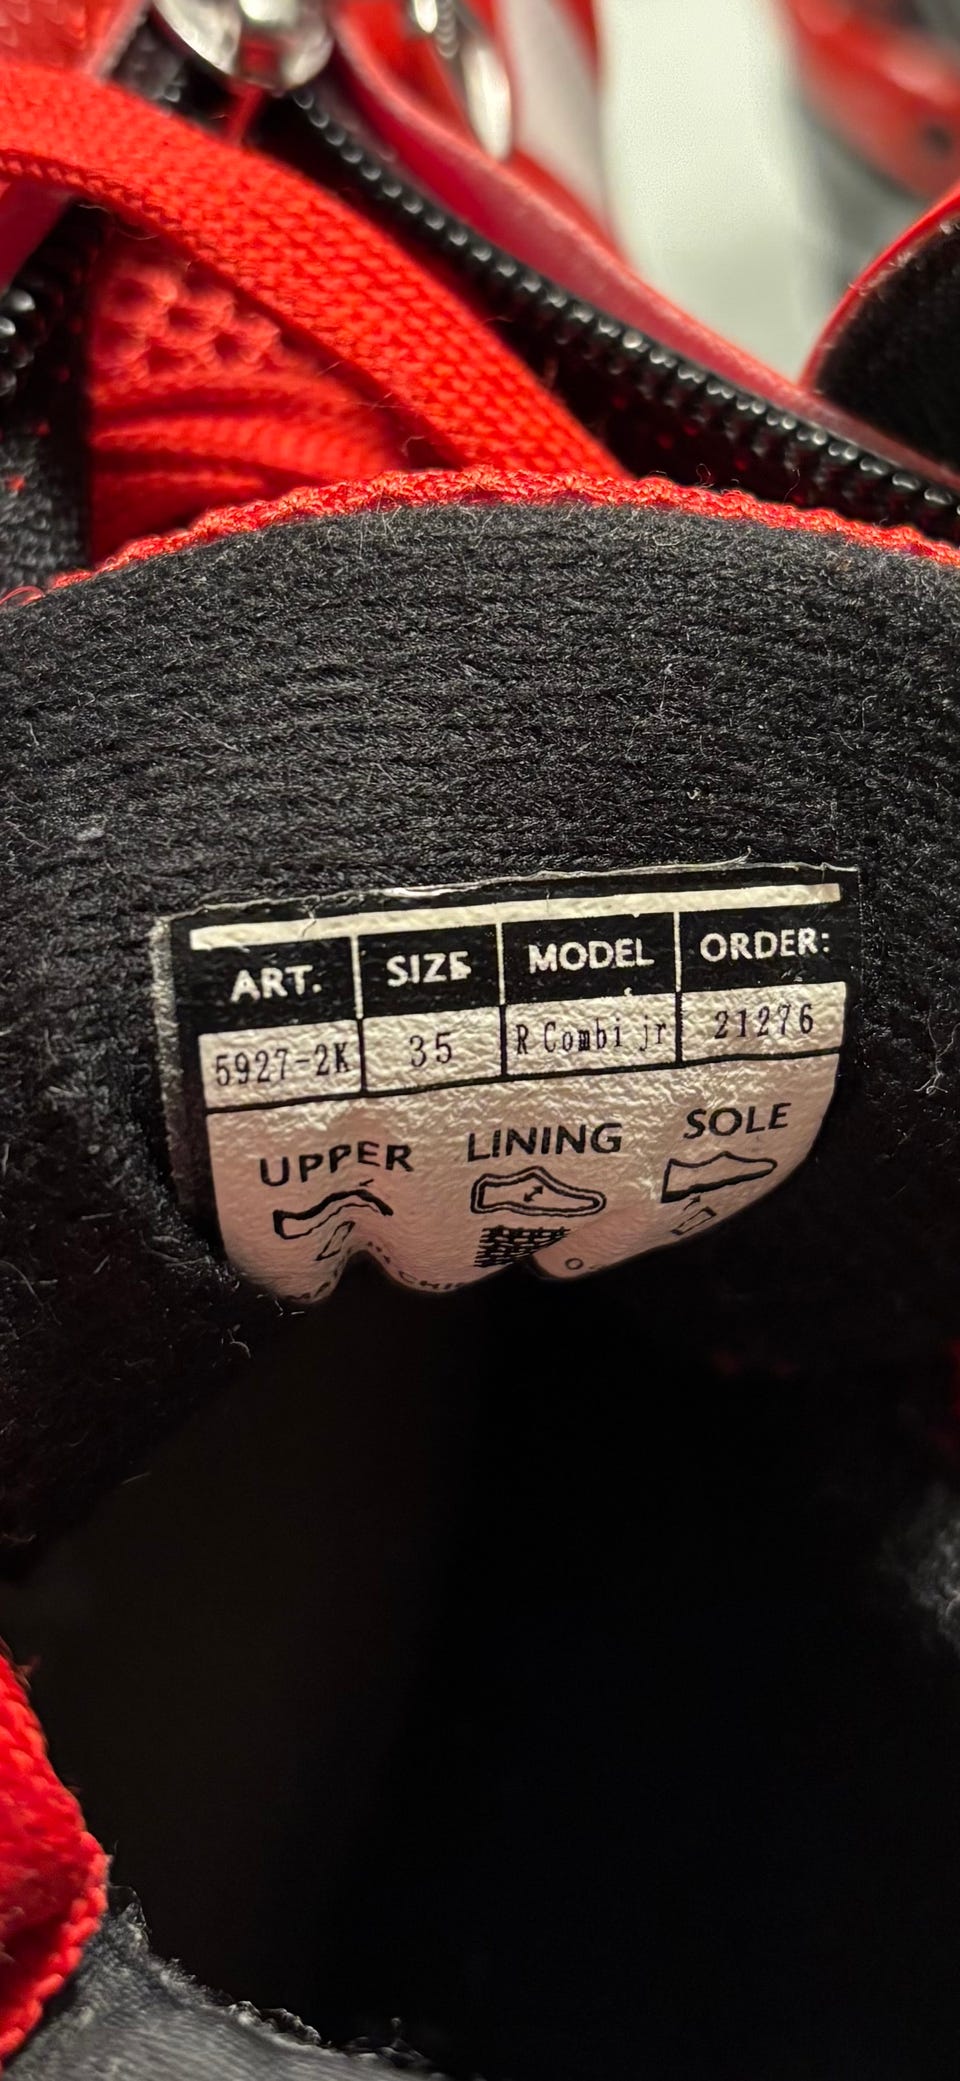 ART. SIZE MODEL ORDER:
5927-2K 35 R Combi jr 21276
UPPER LINING SOLE